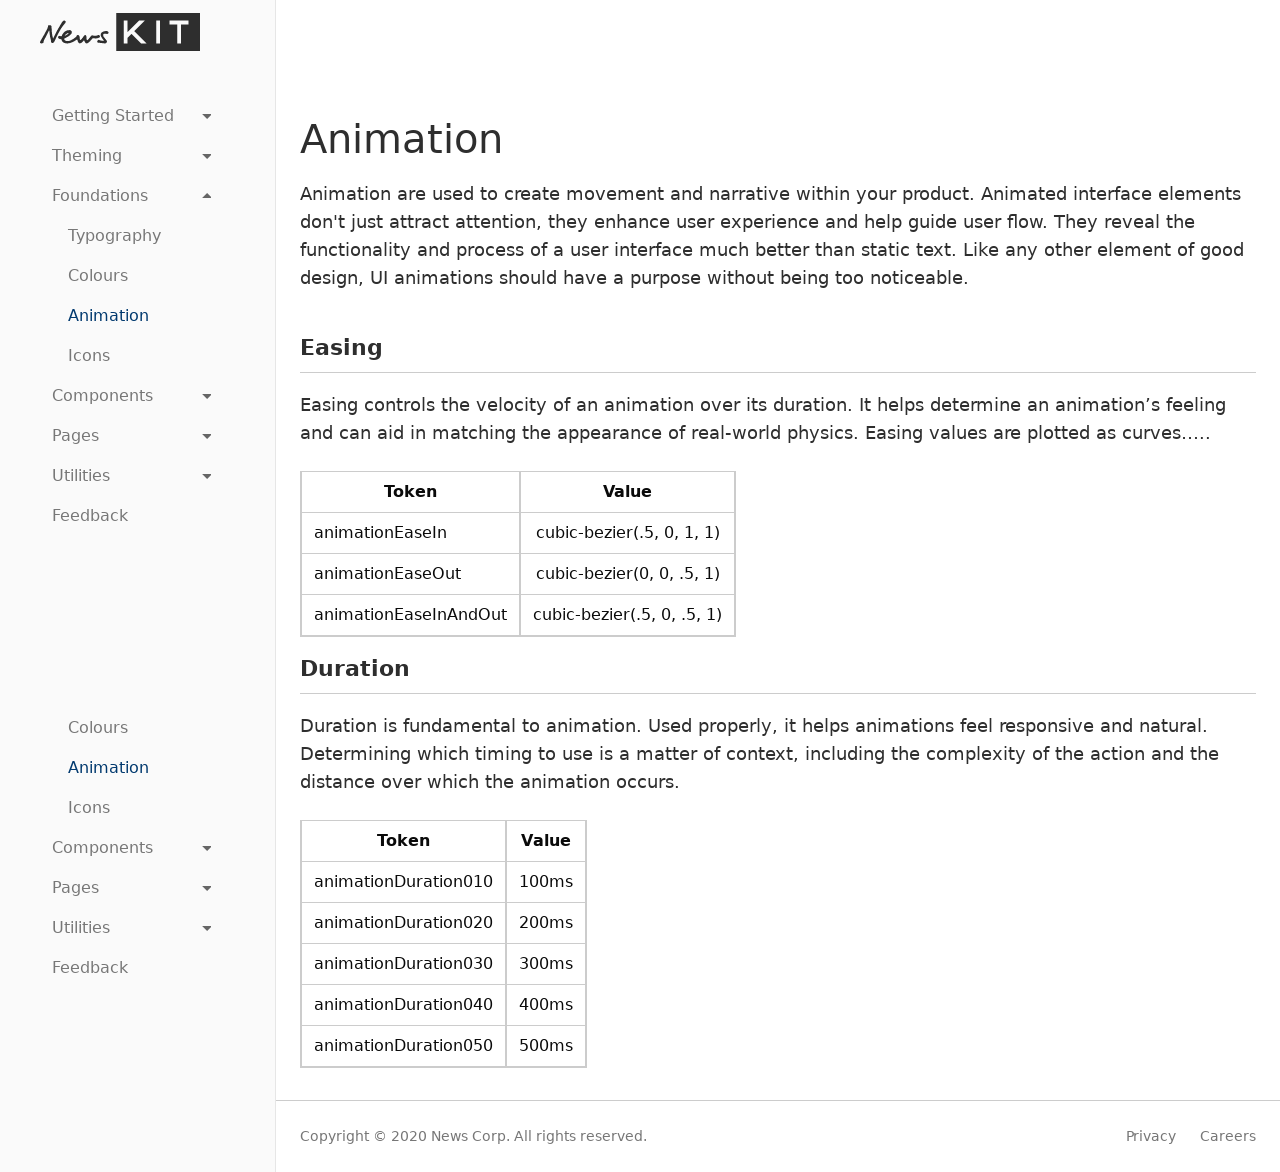 News KIT
Getting Started
Theming
Foundations
Typography
Colours
Animation
Icons
Components
Pages
Utilities
Feedback
Colours
Animation
Icons
Components
Pages
Utilities
Feedback
Animation
Animation are used to create movement and narrative within your product. Animated interface elements
don't just attract attention, they enhance user experience and help guide user flow. They reveal the
functionality and process of a user interface much better than static text. Like any other element of good
design, UI animations should have a purpose without being too noticeable.
Easing
Easing controls the velocity of an animation over its duration. It helps determine an animation’s feeling
and can aid in matching the appearance of real-world physics. Easing values are plotted as curves.....
Token Value
animationEaseIn cubic-bezier(.5, 0, 1, 1)
animationEaseOut cubic-bezier(0, 0, .5, 1)
animationEaseInAndOut cubic-bezier(.5, 0, .5, 1)
Duration
Duration is fundamental to animation. Used properly, it helps animations feel responsive and natural.
Determining which timing to use is a matter of context, including the complexity of the action and the
distance over which the animation occurs.
Token Value
animationDuration010 100ms
animationDuration020 200ms
animationDuration030 300ms
animationDuration040 400ms
animationDuration050 500ms
Copyright © 2020 News Corp. All rights reserved. Privacy Careers